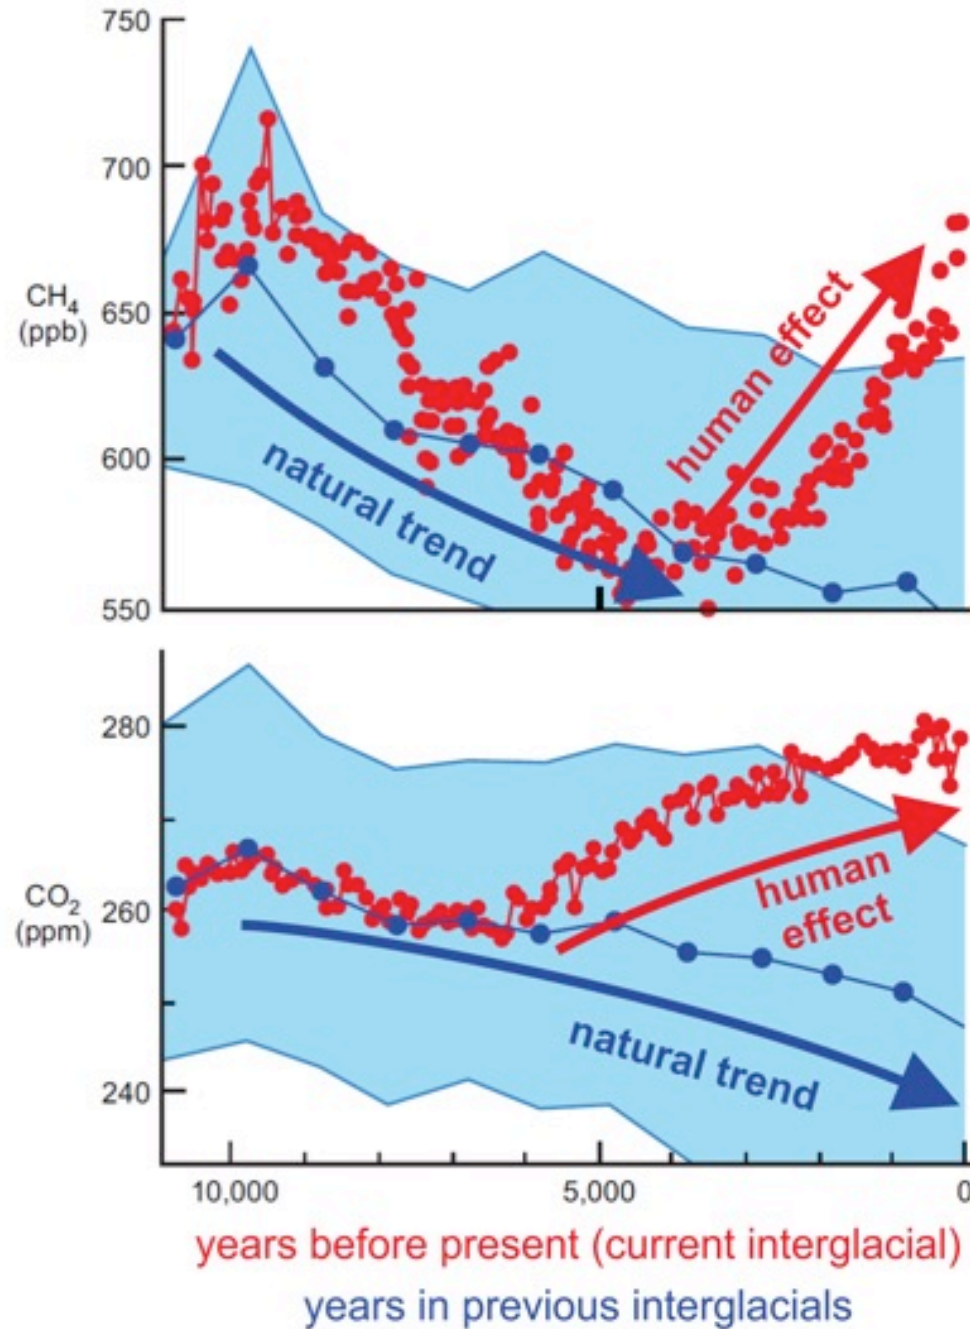 750
700
CH4
(ppb)
650
600
550
human effect
natural trend
280
CO2
(ppm)
260
240
human
effect
natural trend
10,000
5,000
0
years before present (current interglacial)
years in previous interglacials